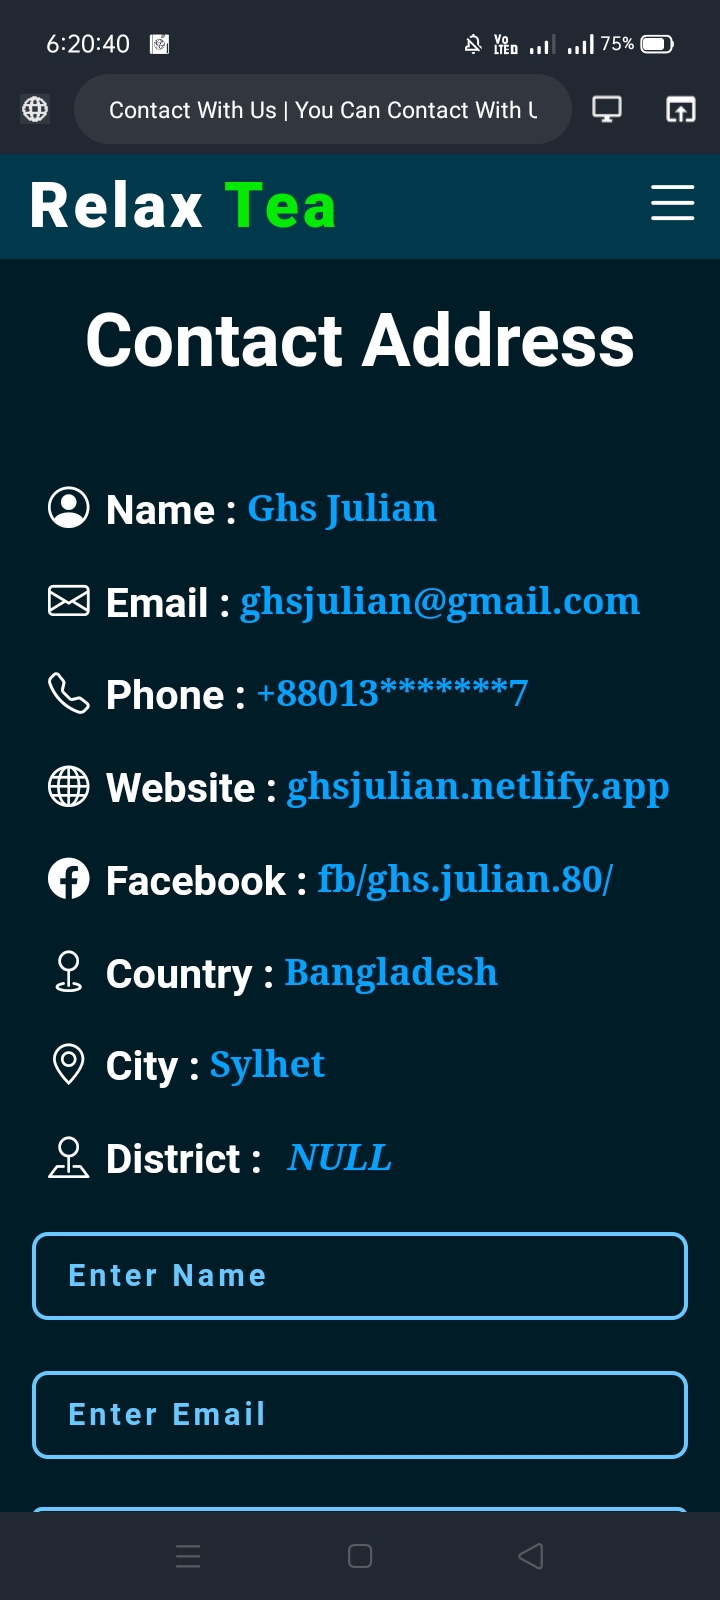 6:20:40 Vo LTE D 75%
Contact With Us | You Can Contact With U
Relax Tea
Contact Address
Name : Ghs Julian
Email : ghsjulian@gmail.com
Phone : +88013*******7
Website : ghsjulian.netlify.app
Facebook : fb/ghs.julian.80/
Country : Bangladesh
City : Sylhet
District : NULL
Enter Name
Enter Email